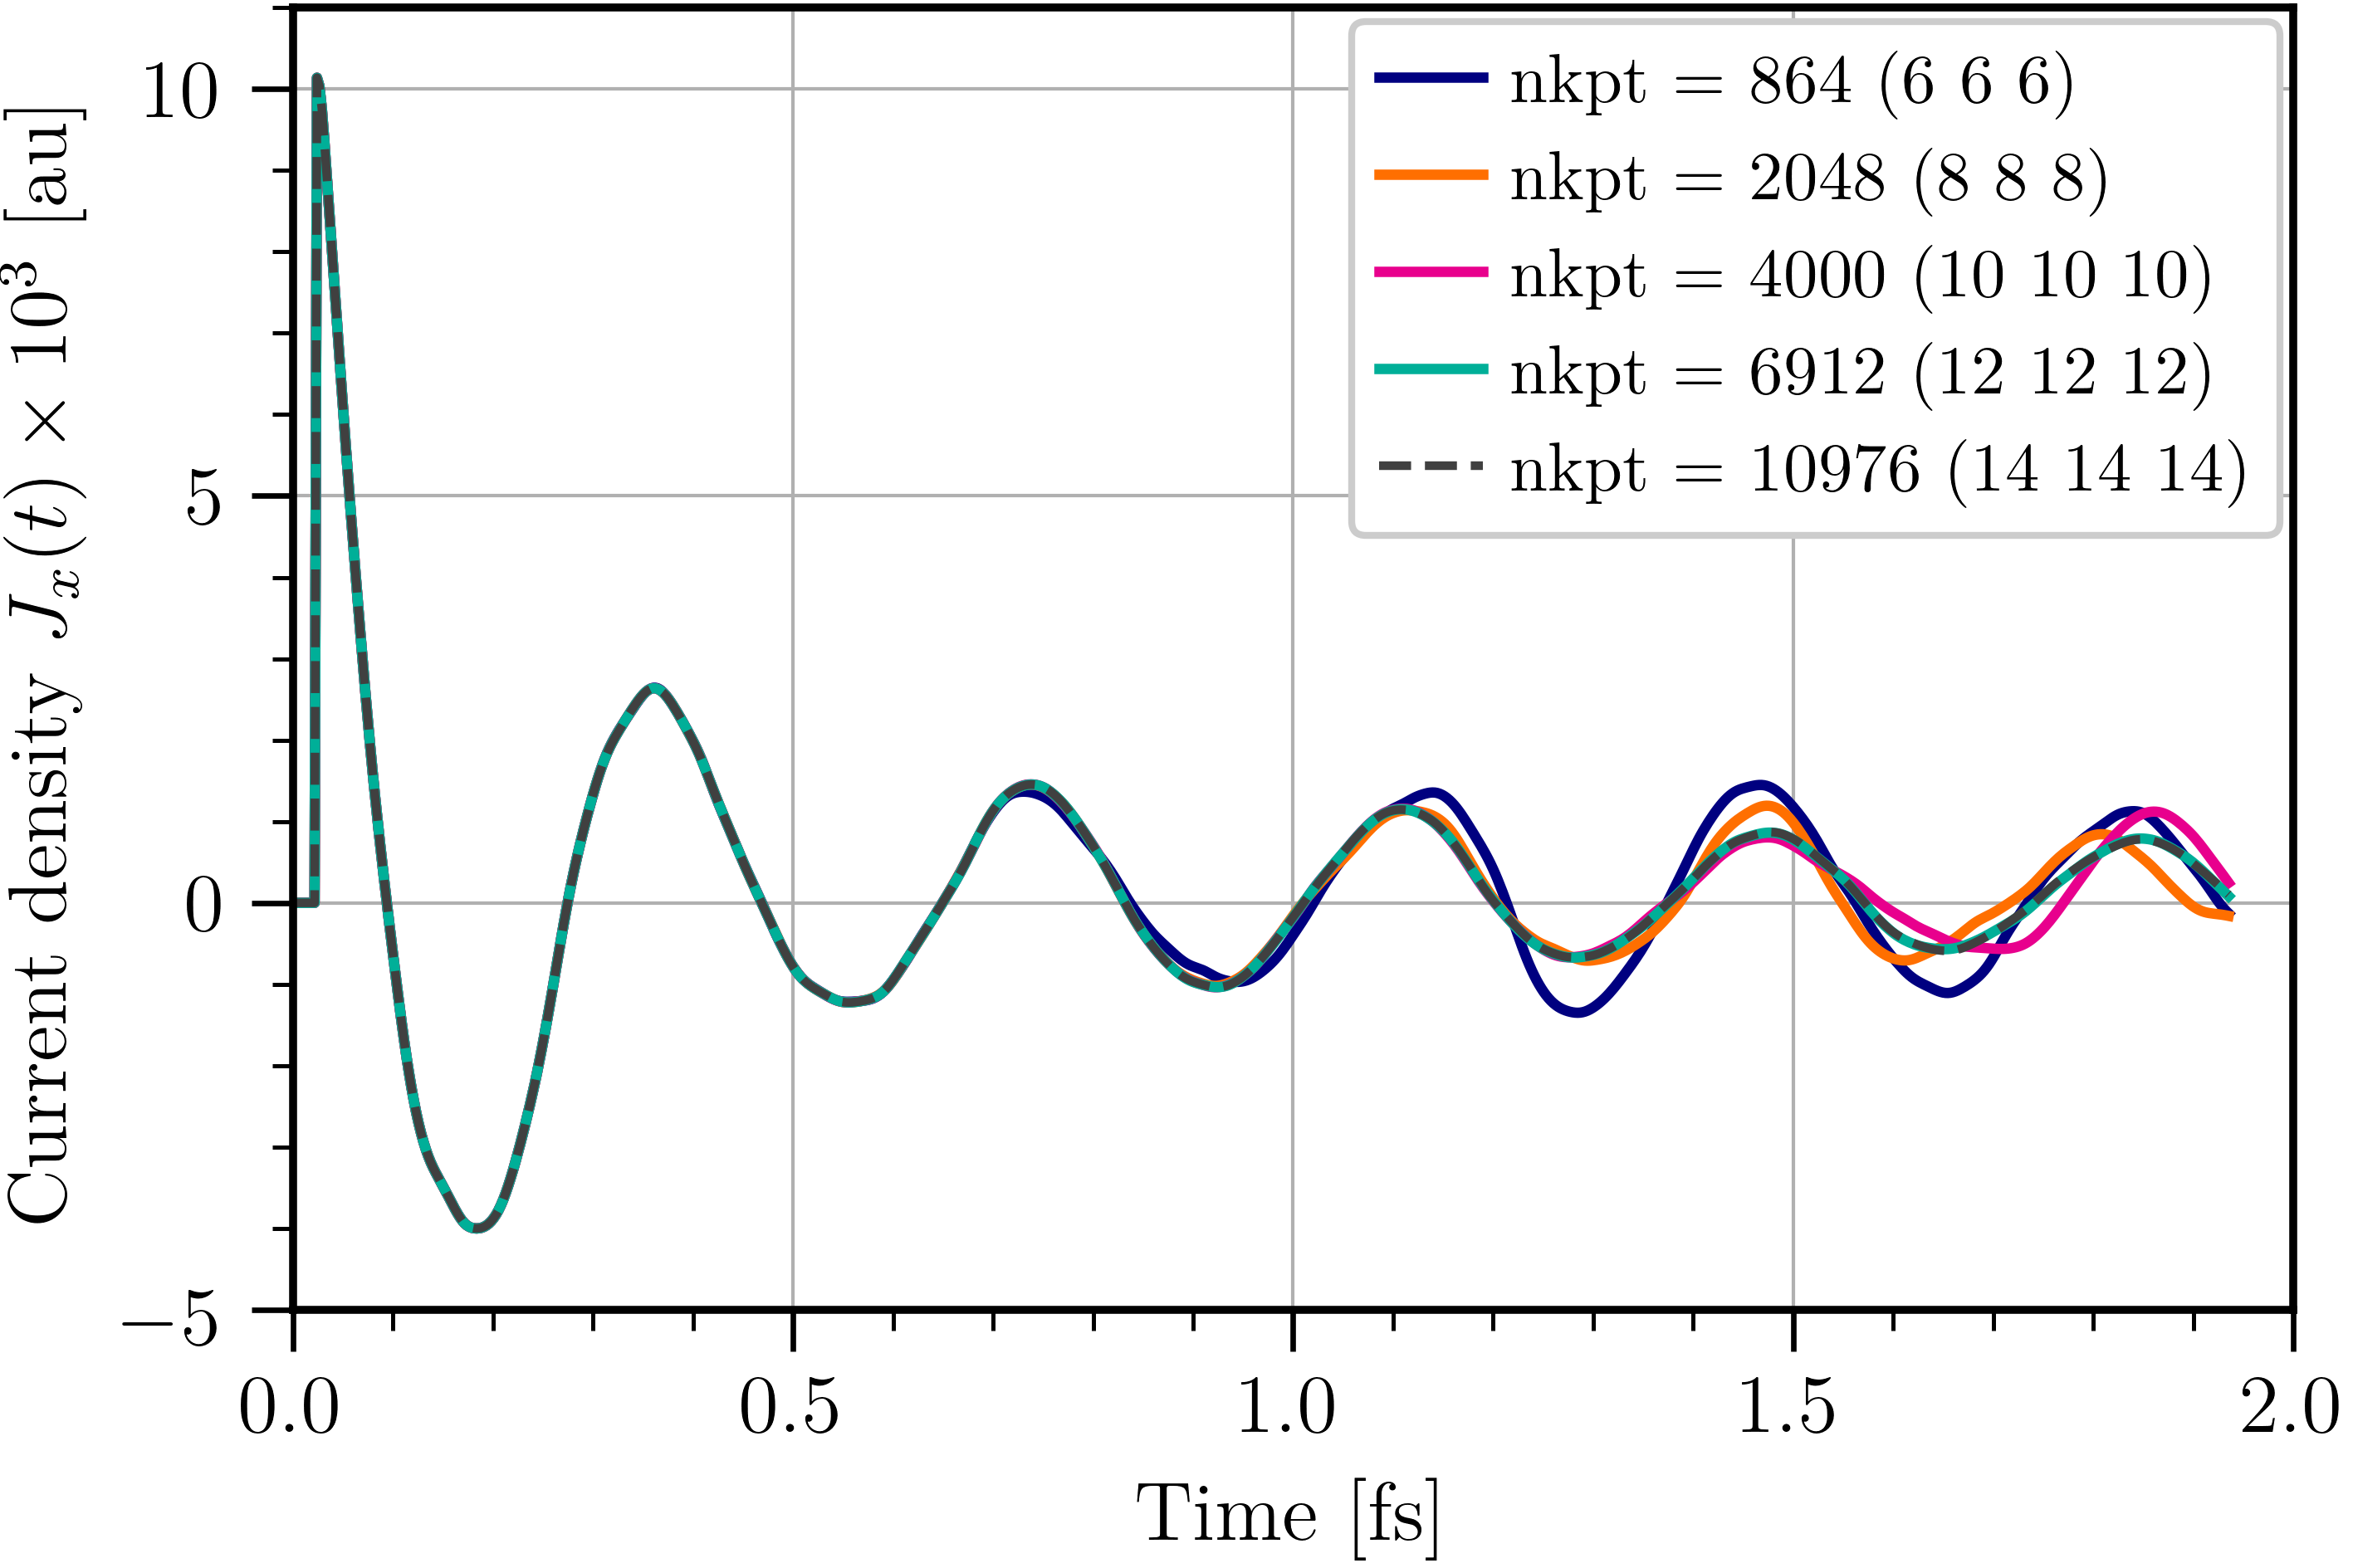 Current density J_x(t) × 10³ [au]
10
5
0
−5
nkpt = 864 (6 6 6)
nkpt = 2048 (8 8 8)
nkpt = 4000 (10 10 10)
nkpt = 6912 (12 12 12)
nkpt = 10976 (14 14 14)
0.0 0.5 1.0 1.5 2.0
Time [fs]